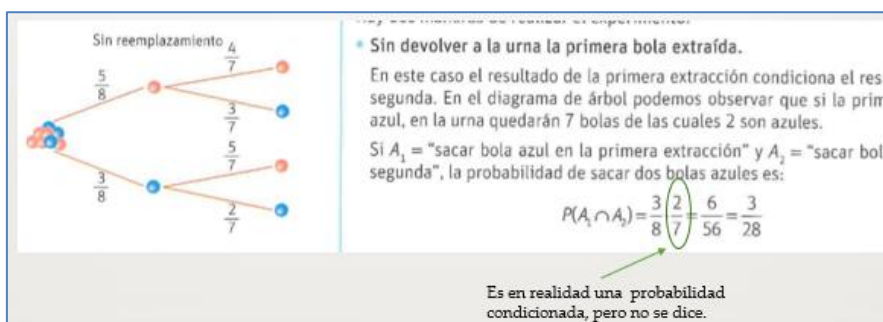 Sin reemplazamiento
5/8
4/7
3/7
3/8
5/7
2/7
• Sin devolver a la urna la primera bola extraída.
En este caso el resultado de la primera extracción condiciona el res
segunda. En el diagrama de árbol podemos observar que si la prim
azul, en la urna quedarán 7 bolas de las cuales 2 son azules.
Si A₁ = "sacar bola azul en la primera extracción" y A₂ = "sacar bol
segunda", la probabilidad de sacar dos bolas azules es:
P(A₁∩A₂)=3/8 2/7=6/56=3/28
Es en realidad una probabilidad
condicionada, pero no se dice.